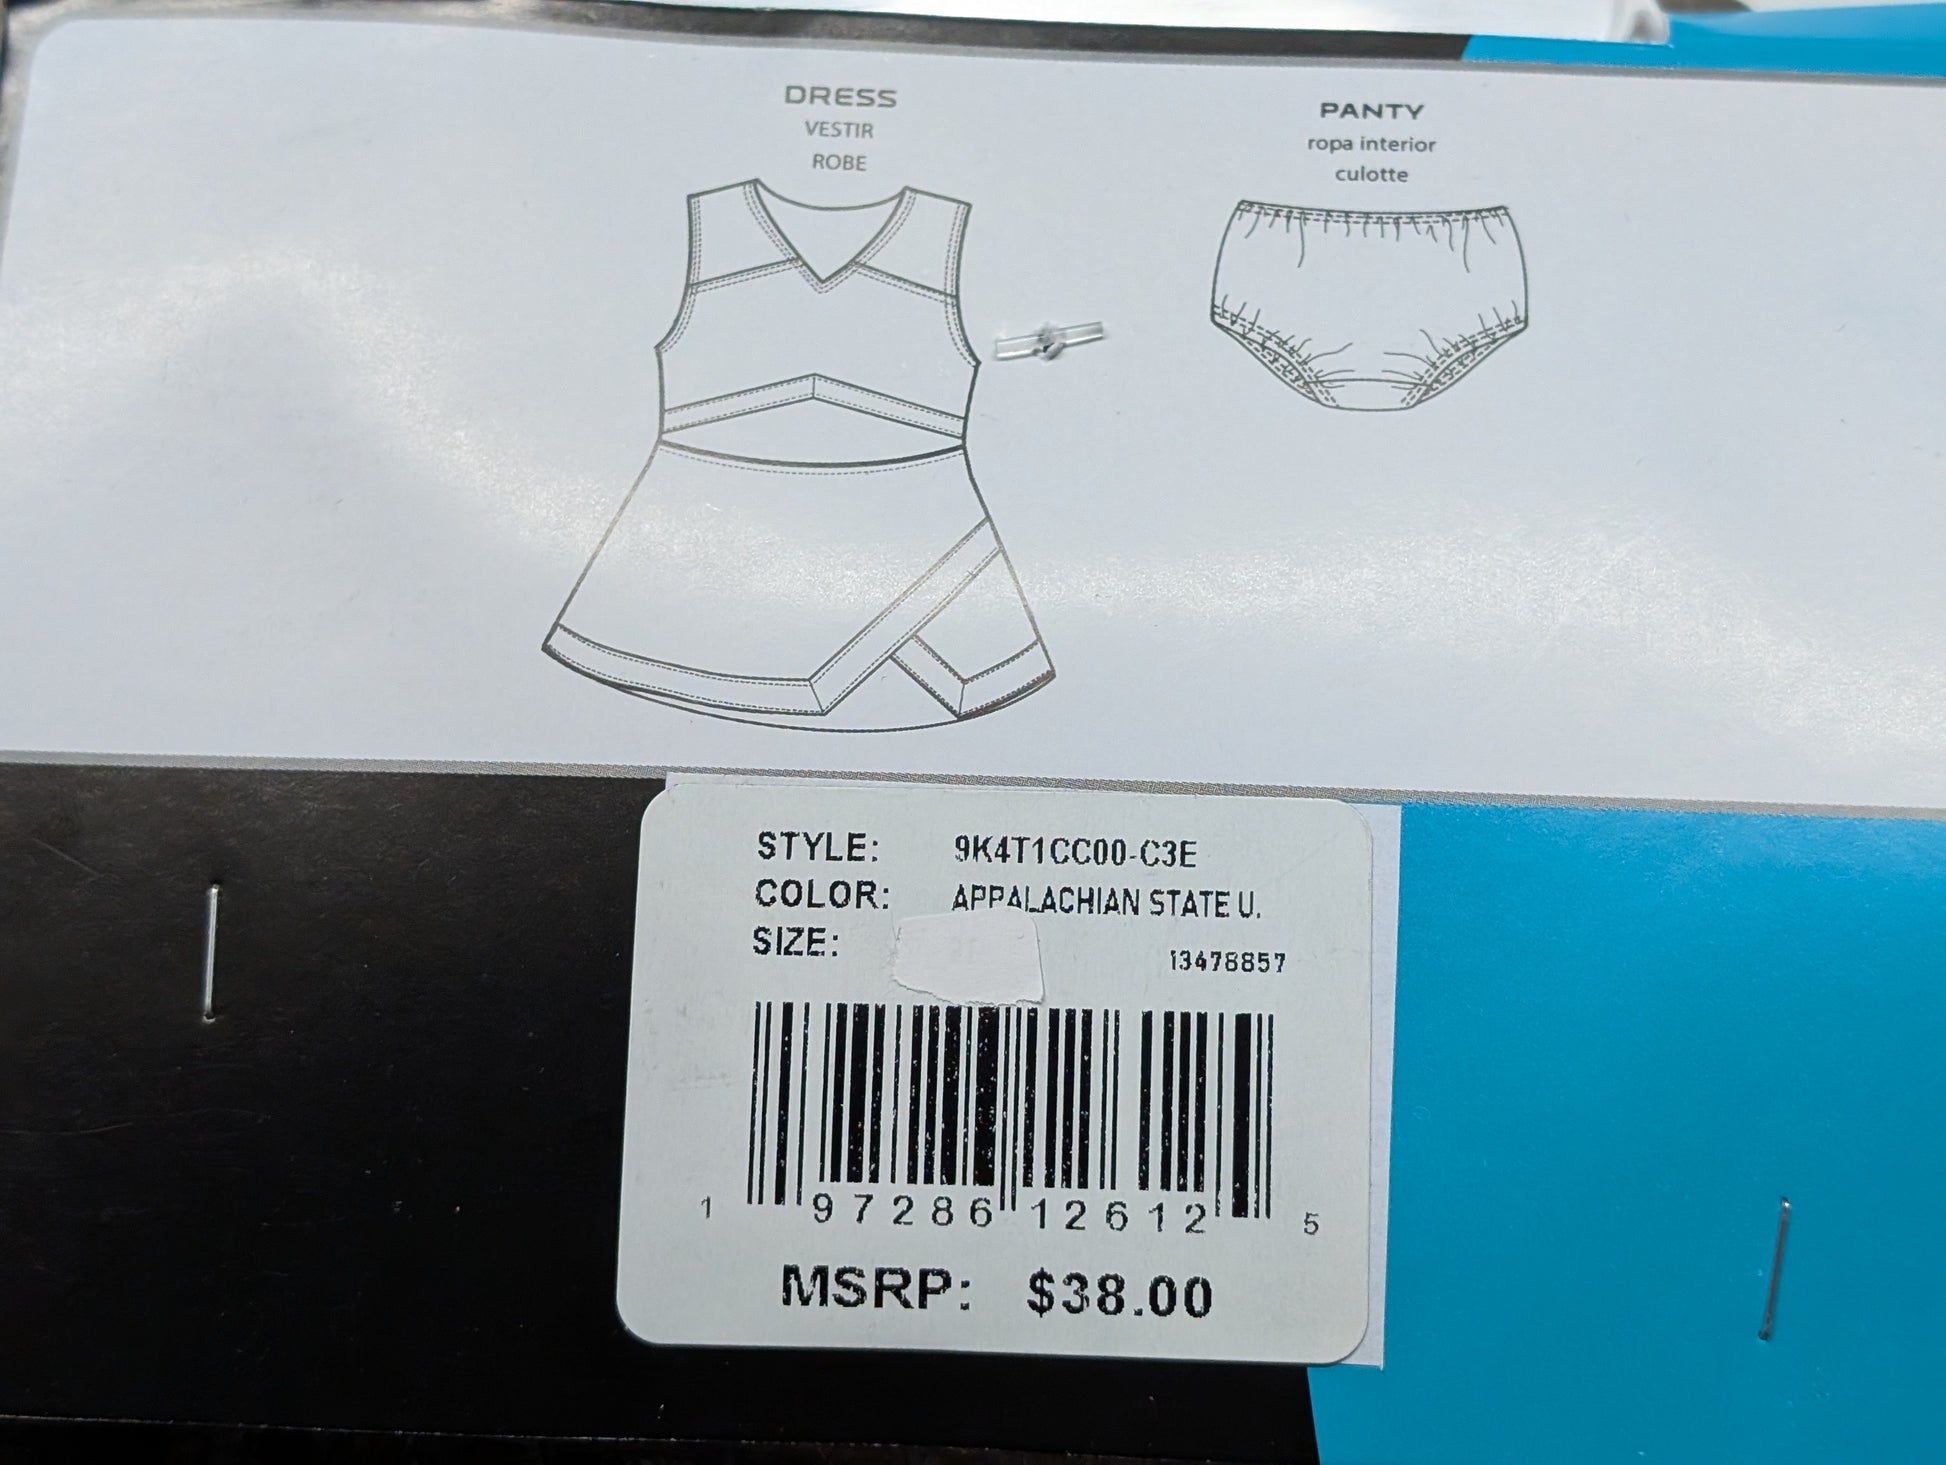 DRESS
VESTIR
ROBE
PANTY
ropa interior
culotte
STYLE: 9K4T1CC00-C3E
COLOR: APPALACHIAN STATE U.
SIZE:
13478857
1 97286 12612 5
MSRP: $38.00